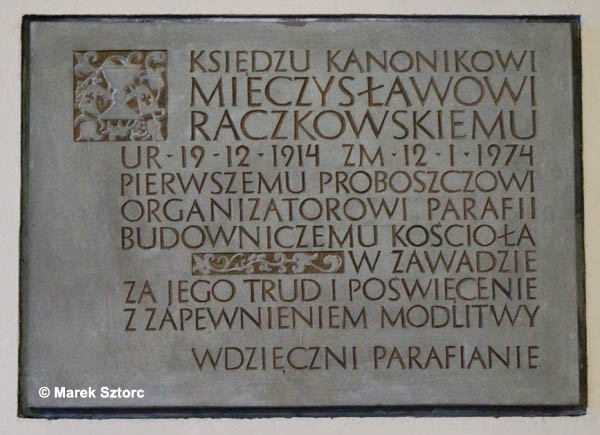 KSIĘDZU KANONIKOWI
MIECZYSŁAWOWI
RACZKOWSKIEMU
UR·19·12·1914 ZM·12·I·1974
PIERWSZEMU PROBOSZCZOWI
ORGANIZATOROWI PARAFII
BUDOWNICZEMU KOŚCIOŁA
W ZAWADZIE
ZA JEGO TRUD I POŚWIĘCENIE
Z ZAPEWNIENIEM MODLITWY
WDZIĘCZNI PARAFIANIE
© Marek Sztorc